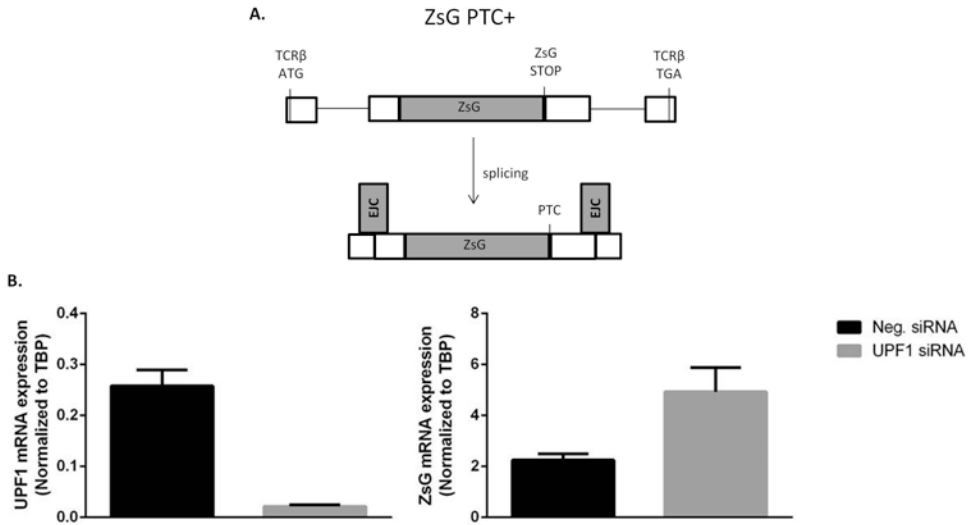 A.
ZsG PTC+
TCRβ
ATG
ZsG
STOP
TCRβ
TGA
ZsG
splicing
EJC
PTC
EJC
ZsG
B.
UPF1 mRNA expression
(Normalized to TBP)
0.4
0.3
0.2
0.1
0.0
ZsG mRNA expression
(Normalized to TBP)
8
6
4
2
0
Neg. siRNA
UPF1 siRNA